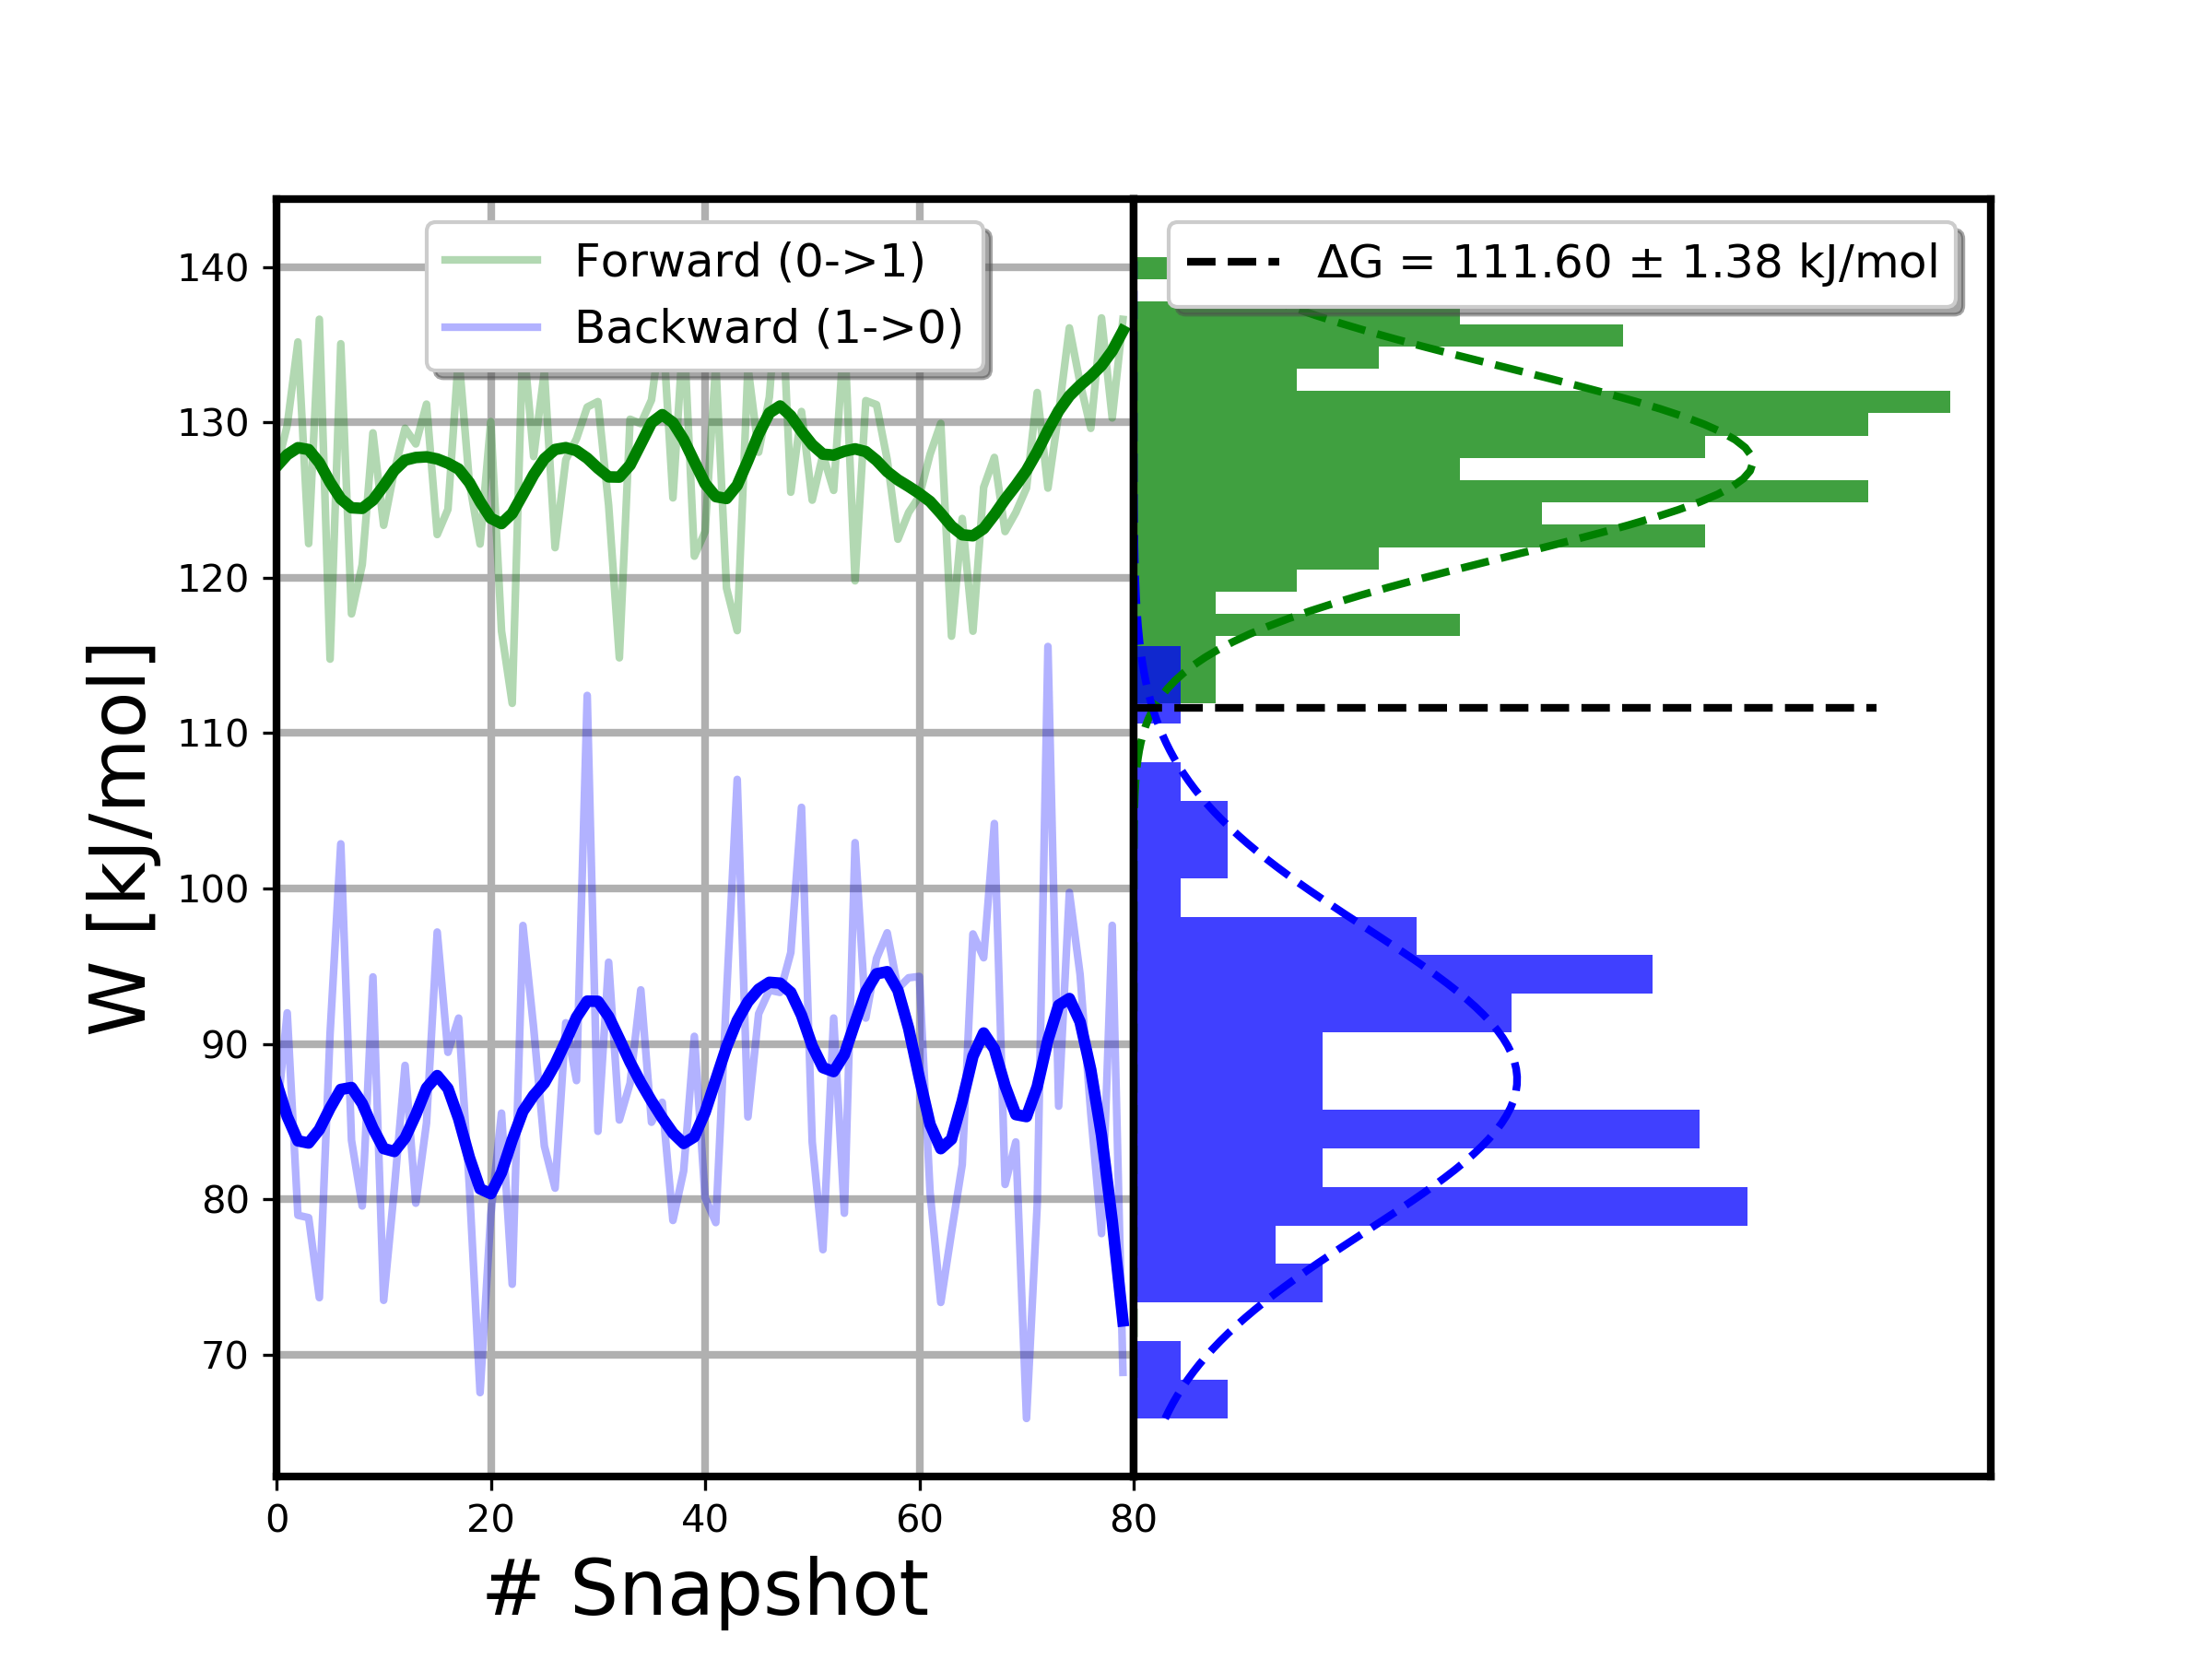 Forward (0->1)
Backward (1->0)
ΔG = 111.60 ± 1.38 kJ/mol
W [kJ/mol]
140
130
120
110
100
90
80
70
0 20 40 60 80
# Snapshot